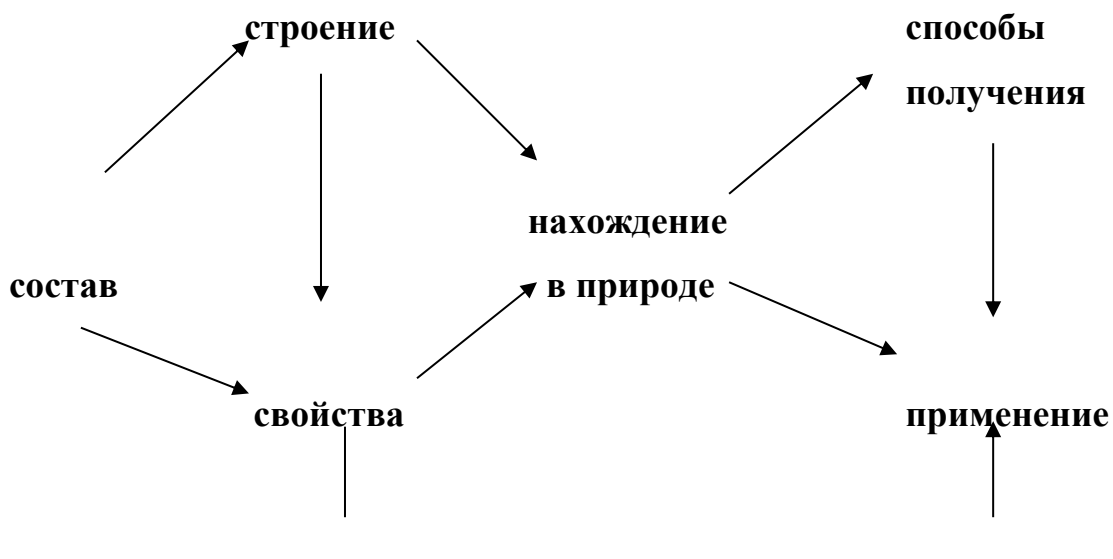 строение
способы
получения
нахождение
в природе
состав
свойства
применение